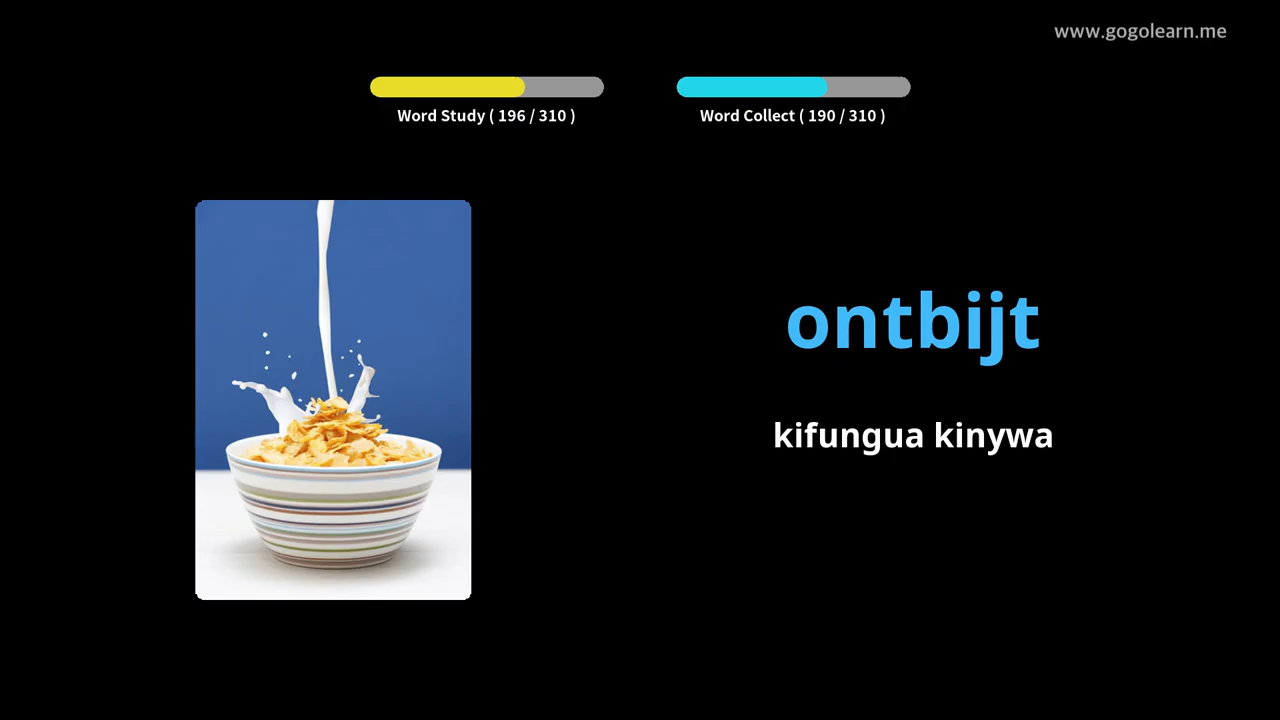 www.gogolearn.me
Word Study ( 196 / 310 )
Word Collect ( 190 / 310 )
ontbijt
kifungua kinywa